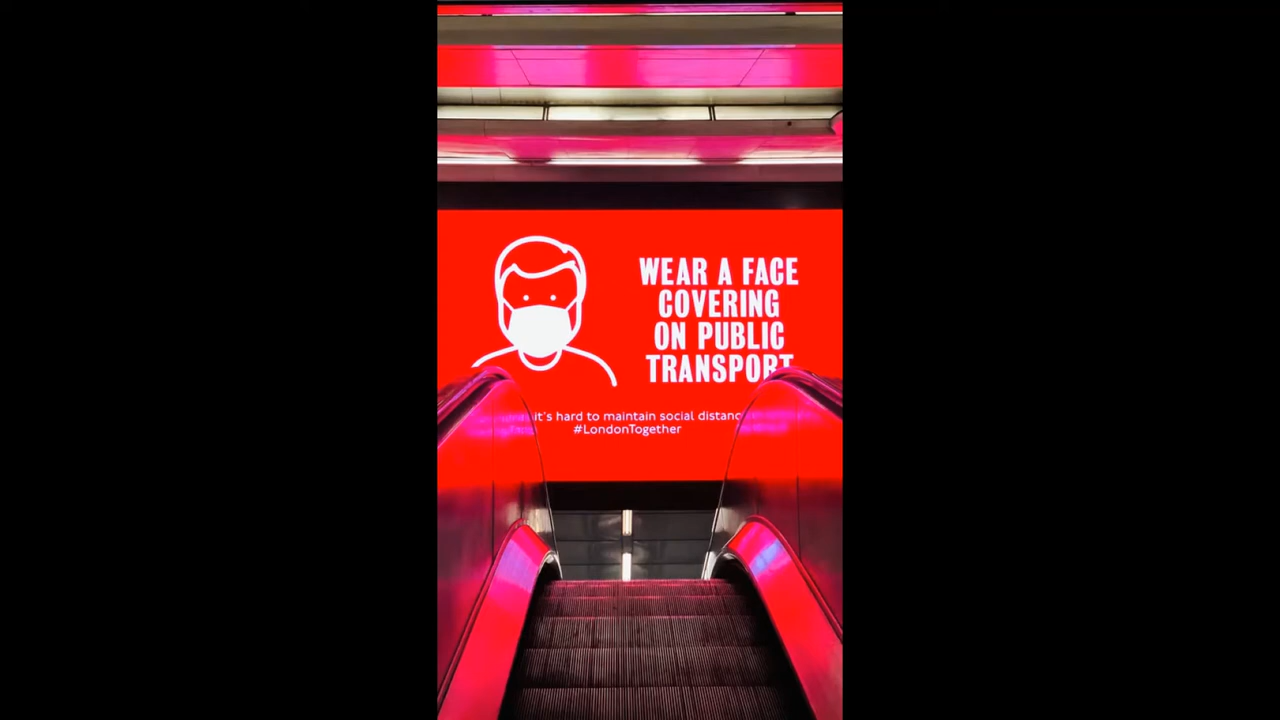 WEAR A FACE
COVERING
ON PUBLIC
TRANSPORT
it's hard to maintain social
#LondonTogether